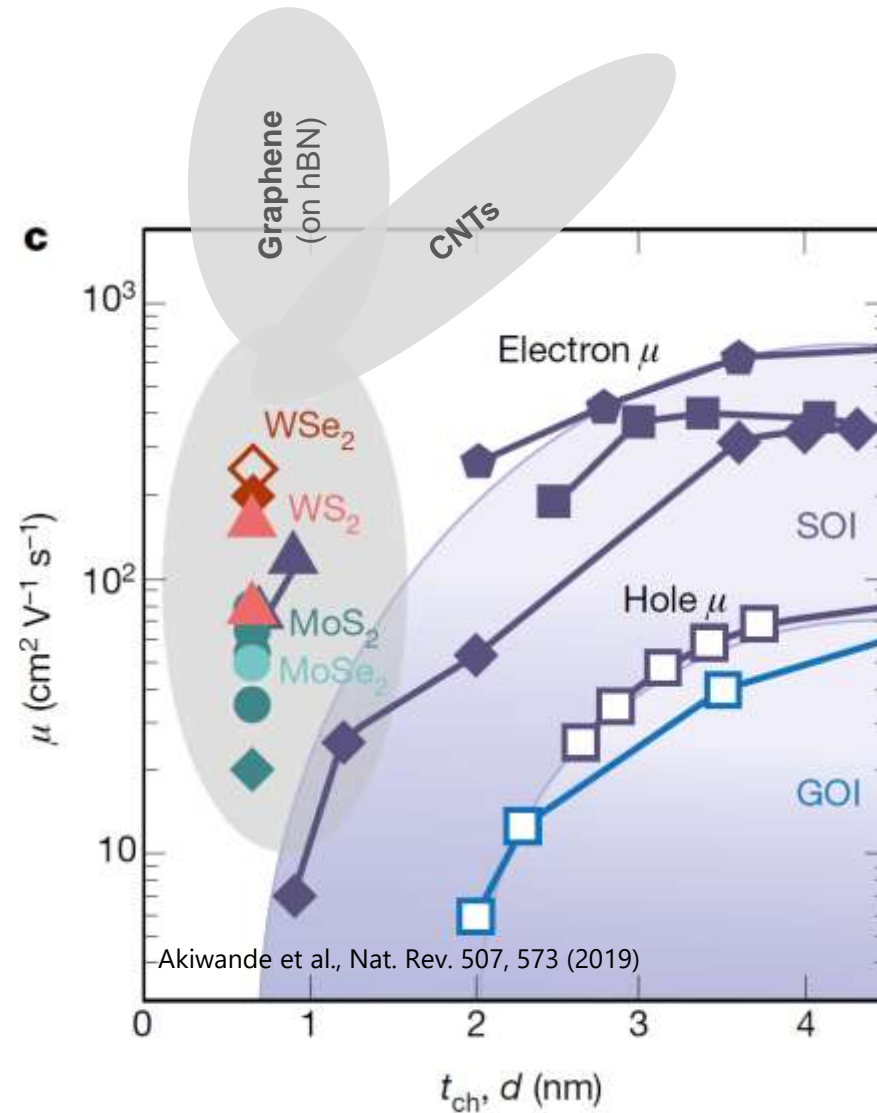 Graphene
(on hBN)
CNTs
c
10³
Electron μ
WSe₂
WS₂
SOI
10²
Hole μ
MoS₂
MoSe₂
μ (cm² V⁻¹ s⁻¹)
GOI
10
Akiwande et al., Nat. Rev. 507, 573 (2019)
0 1 2 3 4
t_ch, d (nm)